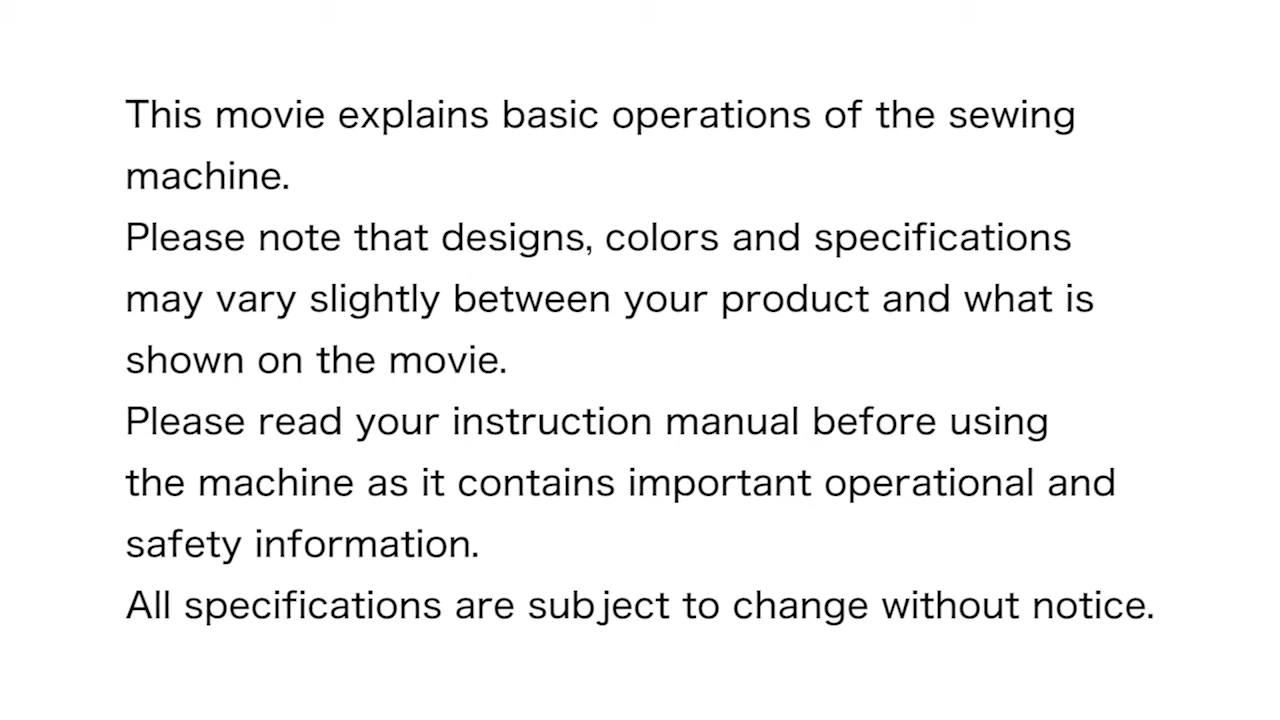 This movie explains basic operations of the sewing
machine.
Please note that designs, colors and specifications
may vary slightly between your product and what is
shown on the movie.
Please read your instruction manual before using
the machine as it contains important operational and
safety information.
All specifications are subject to change without notice.